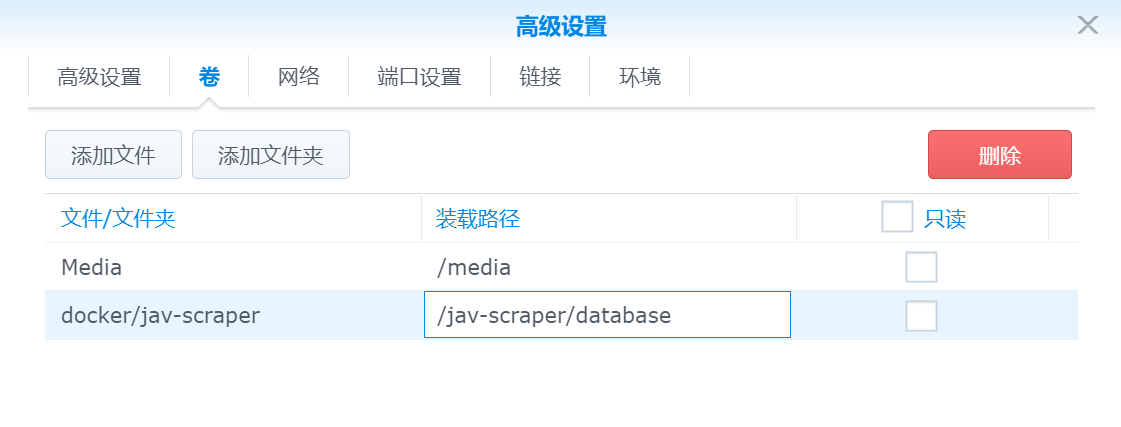 高级设置
高级设置 卷 网络 端口设置 链接 环境
添加文件 添加文件夹 删除
文件/文件夹 装载路径 只读
Media /media
docker/jav-scraper /jav-scraper/database